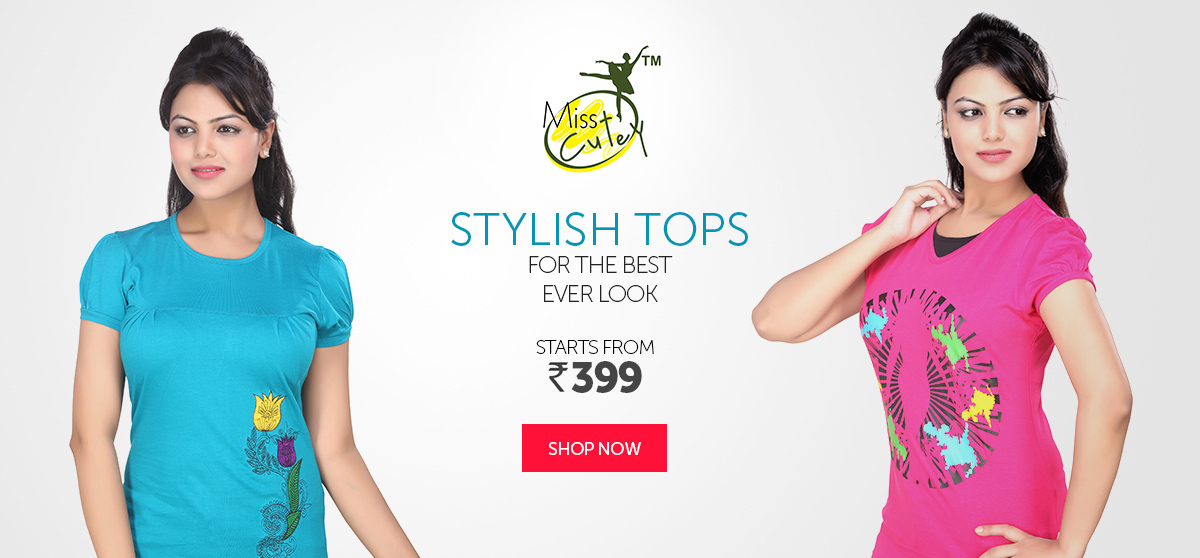 TM
Miss
Cutey
STYLISH TOPS
FOR THE BEST
EVER LOOK
STARTS FROM
₹399
SHOP NOW